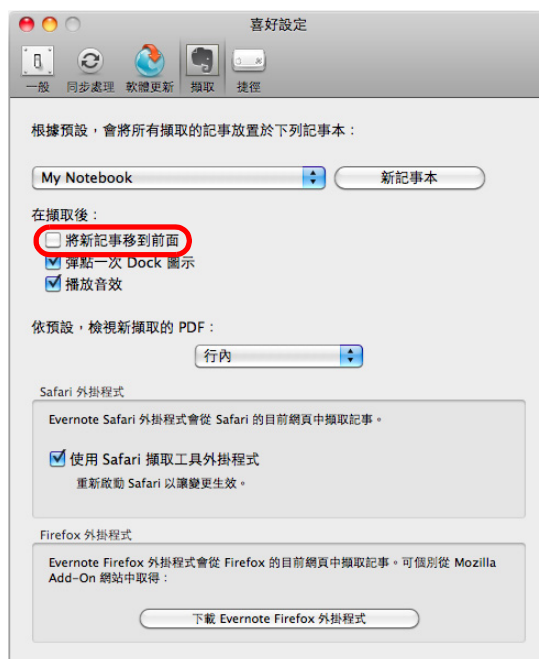 喜好設定
一般 同步處理 軟體更新 擷取 捷徑
根據預設，會將所有擷取的記事放置於下列記事本：
My Notebook 新記事本
在擷取後：
將新記事移到前面
彈點一次 Dock 圖示
播放音效
依預設，檢視新擷取的 PDF：
行內
Safari 外掛程式
Evernote Safari 外掛程式會從 Safari 的目前網頁中擷取記事。
使用 Safari 擷取工具外掛程式
重新啟動 Safari 以讓變更生效。
Firefox 外掛程式
Evernote Firefox 外掛程式會從 Firefox 的目前網頁中擷取記事。可個別從 Mozilla
Add-On 網站中取得：
下載 Evernote Firefox 外掛程式